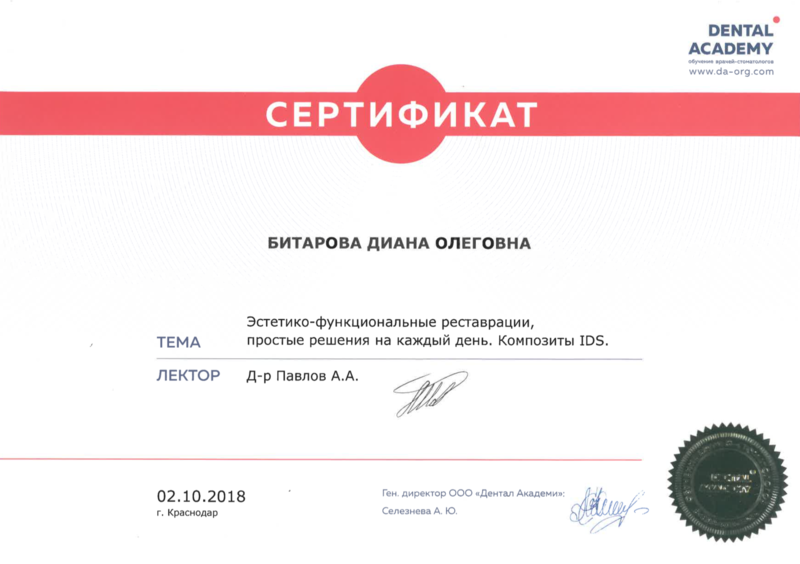 DENTAL
ACADEMY
обучение врачей-стоматологов
www.da-org.com
СЕРТИФИКАТ
БИТАРОВА ДИАНА ОЛЕГОВНА
Эстетико-функциональные реставрации,
ТЕМА простые решения на каждый день. Композиты IDS.
ЛЕКТОР Д-р Павлов А.А.
02.10.2018
г. Краснодар
Ген. директор ООО «Дентал Академи»:
Селезнева А. Ю.